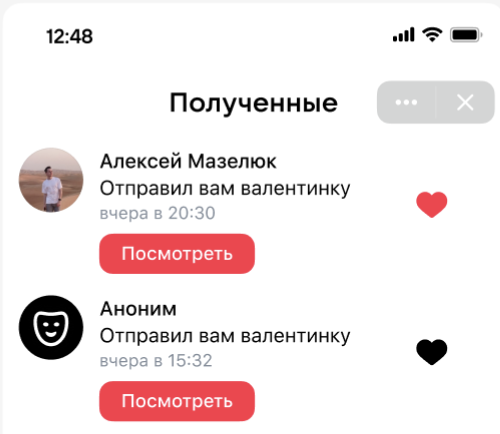 12:48
Полученные
Алексей Мазелюк
Отправил вам валентинку
вчера в 20:30
Посмотреть
Аноним
Отправил вам валентинку
вчера в 15:32
Посмотреть